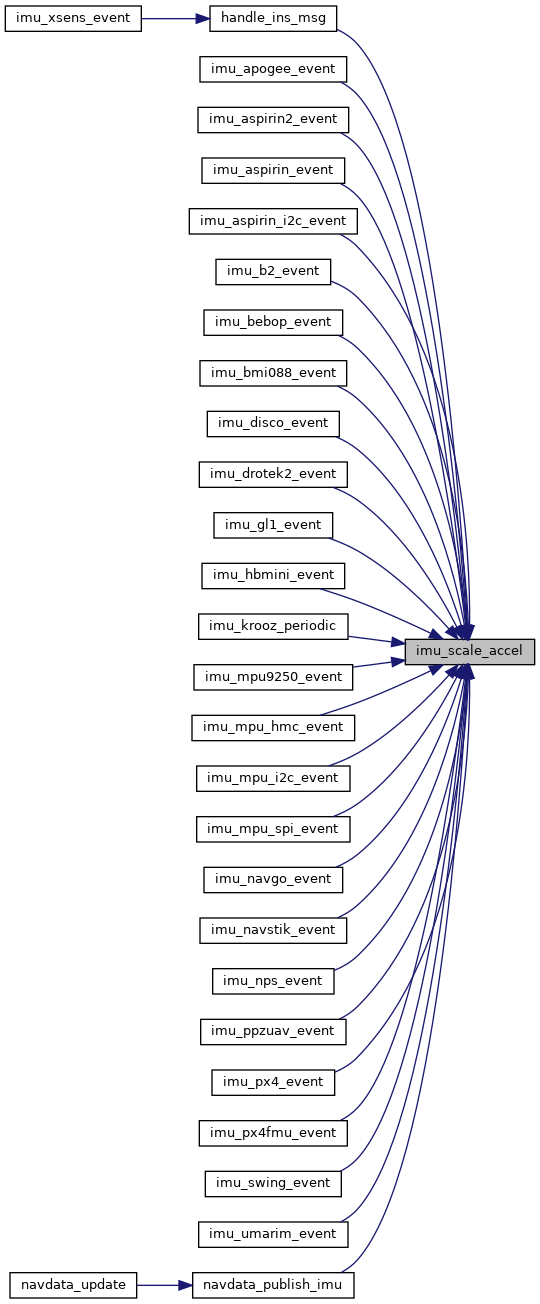 imu_xsens_event
handle_ins_msg
imu_apogee_event
imu_aspirin2_event
imu_aspirin_event
imu_aspirin_i2c_event
imu_b2_event
imu_bebop_event
imu_bmi088_event
imu_disco_event
imu_drotek2_event
imu_gl1_event
imu_hbmini_event
imu_krooz_periodic
imu_scale_accel
imu_mpu9250_event
imu_mpu_hmc_event
imu_mpu_i2c_event
imu_mpu_spi_event
imu_navgo_event
imu_navstik_event
imu_nps_event
imu_ppzuav_event
imu_px4_event
imu_px4fmu_event
imu_swing_event
imu_umarim_event
navdata_update
navdata_publish_imu